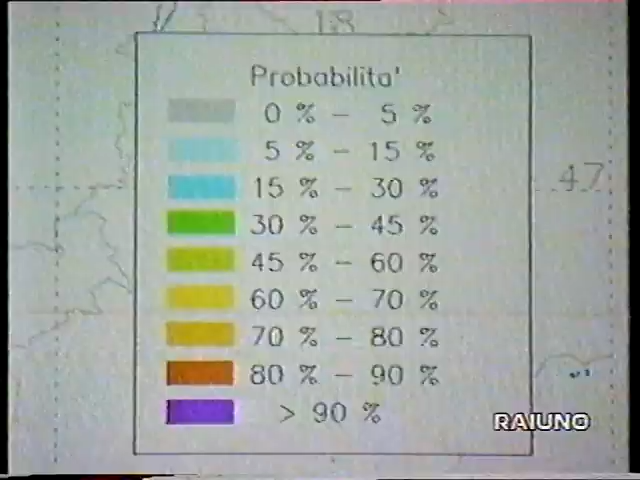 18
Probabilita'
0 % - 5 %
5 % - 15 %
15 % - 30 %
47
30 % - 45 %
45 % - 60 %
60 % - 70 %
70 % - 80 %
80 % - 90 %
> 90 %
RAIUNO